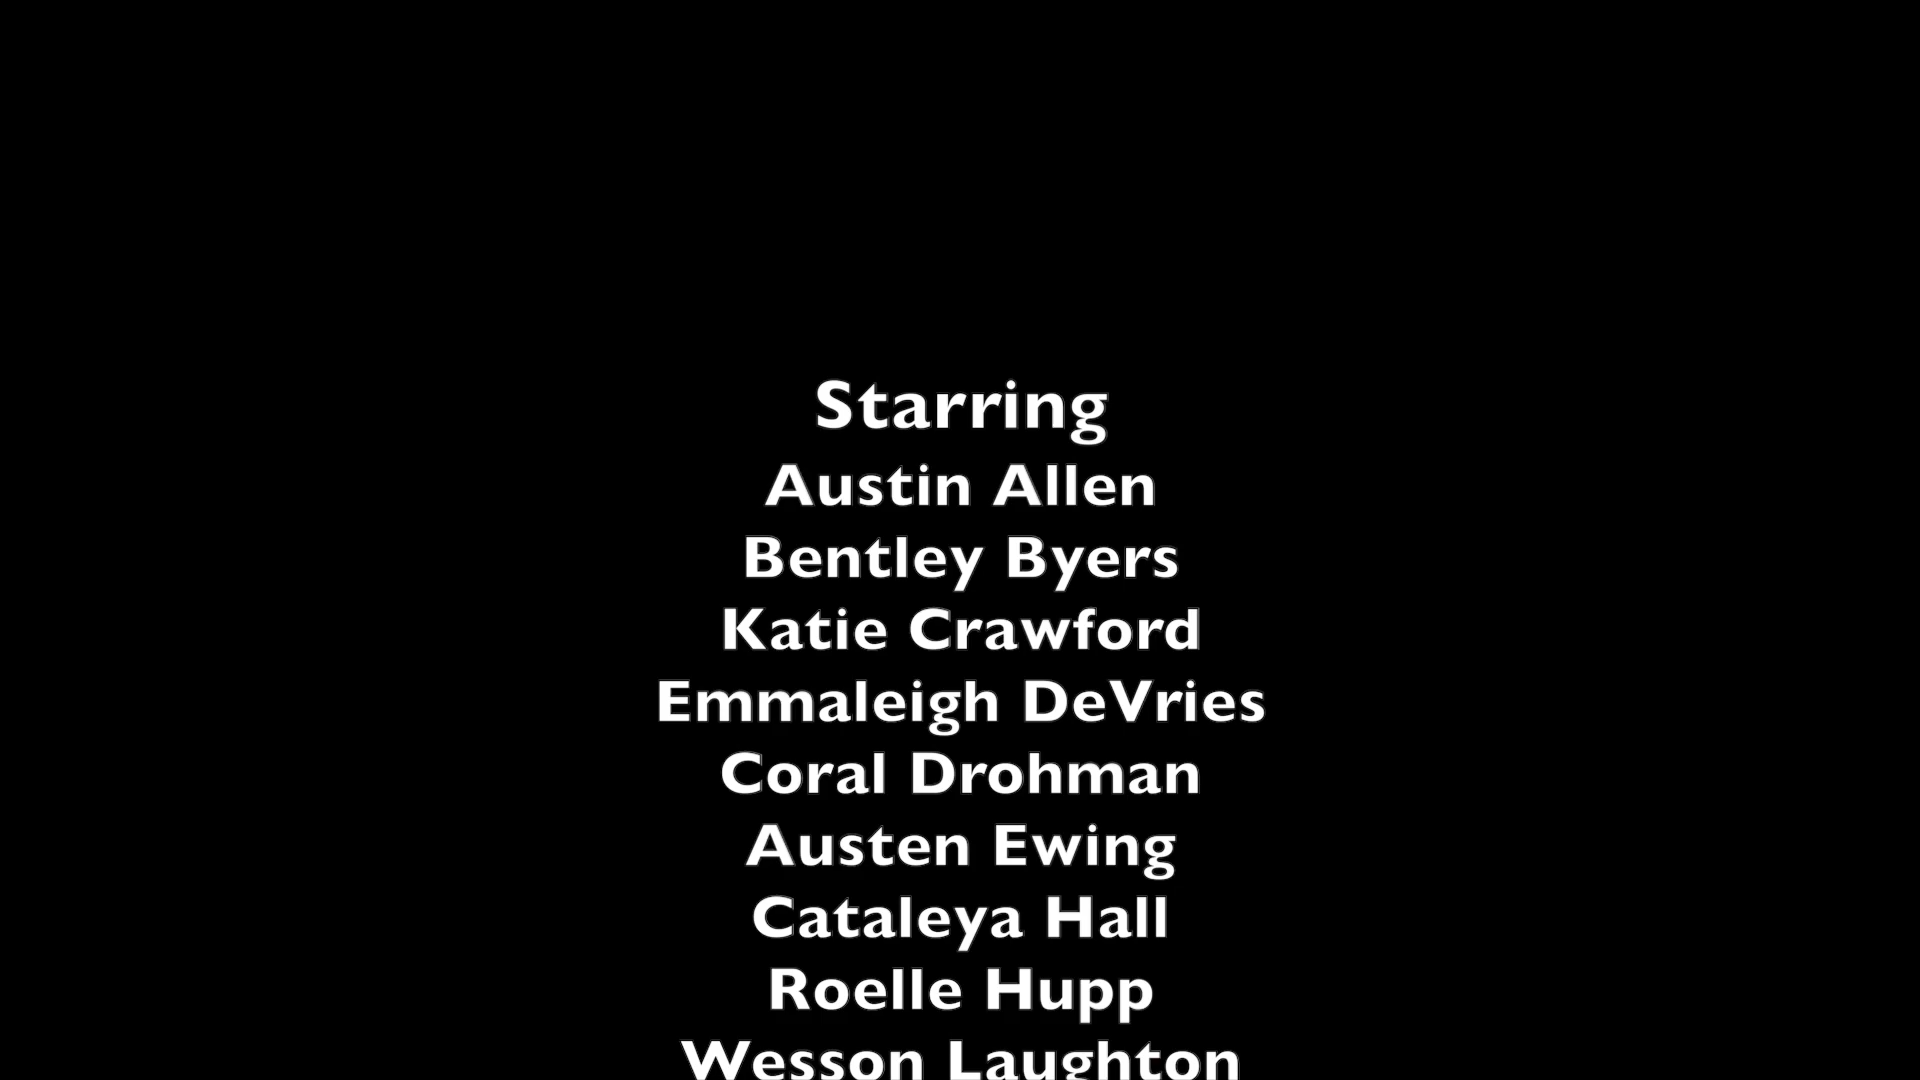 Starring
Austin Allen
Bentley Byers
Katie Crawford
Emmaleigh DeVries
Coral Drohman
Austen Ewing
Cataleya Hall
Roelle Hupp
Wesson Laughton